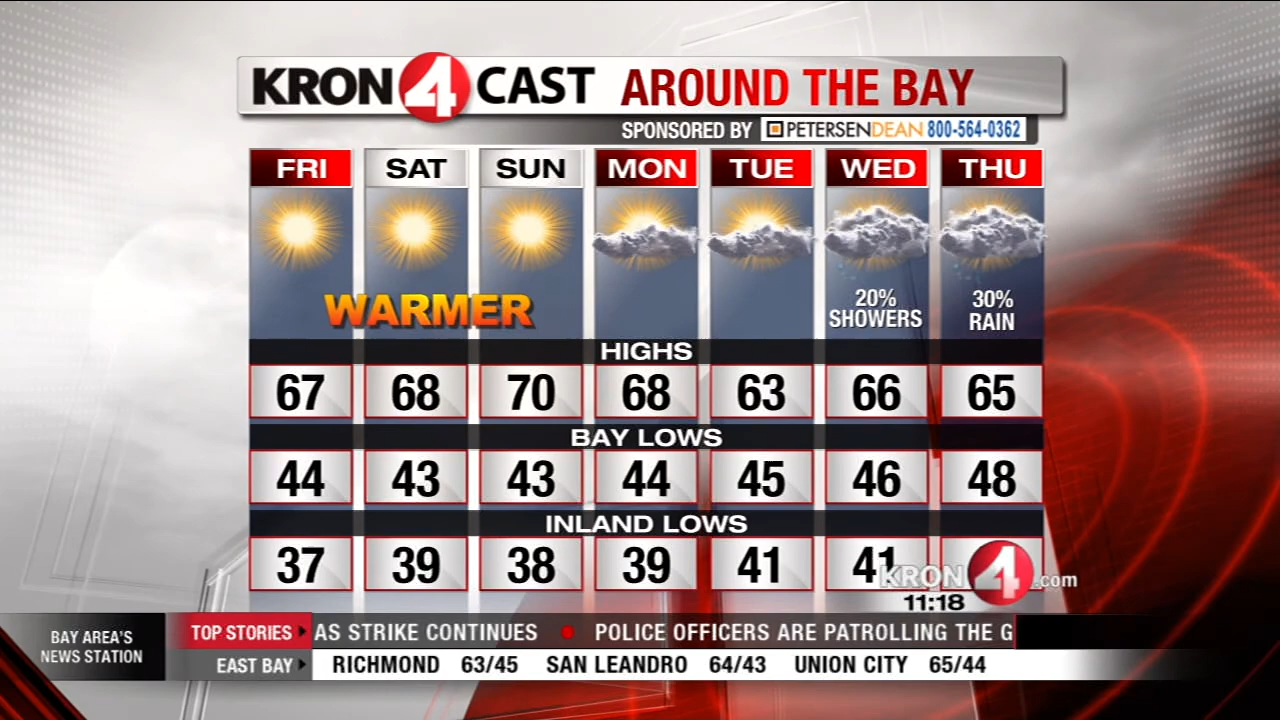 KRON 4 CAST AROUND THE BAY
SPONSORED BY PETERSENDEAN 800-564-0362
FRI SAT SUN MON TUE WED THU
WARMER
20% SHOWERS
30% RAIN
HIGHS
67 68 70 68 63 66 65
BAY LOWS
44 43 43 44 45 46 48
INLAND LOWS
37 39 38 39 41 41
KRON 4 .com
11:18
BAY AREA'S
NEWS STATION
TOP STORIES AS STRIKE CONTINUES POLICE OFFICERS ARE PATROLLING THE G
EAST BAY RICHMOND 63/45 SAN LEANDRO 64/43 UNION CITY 65/44